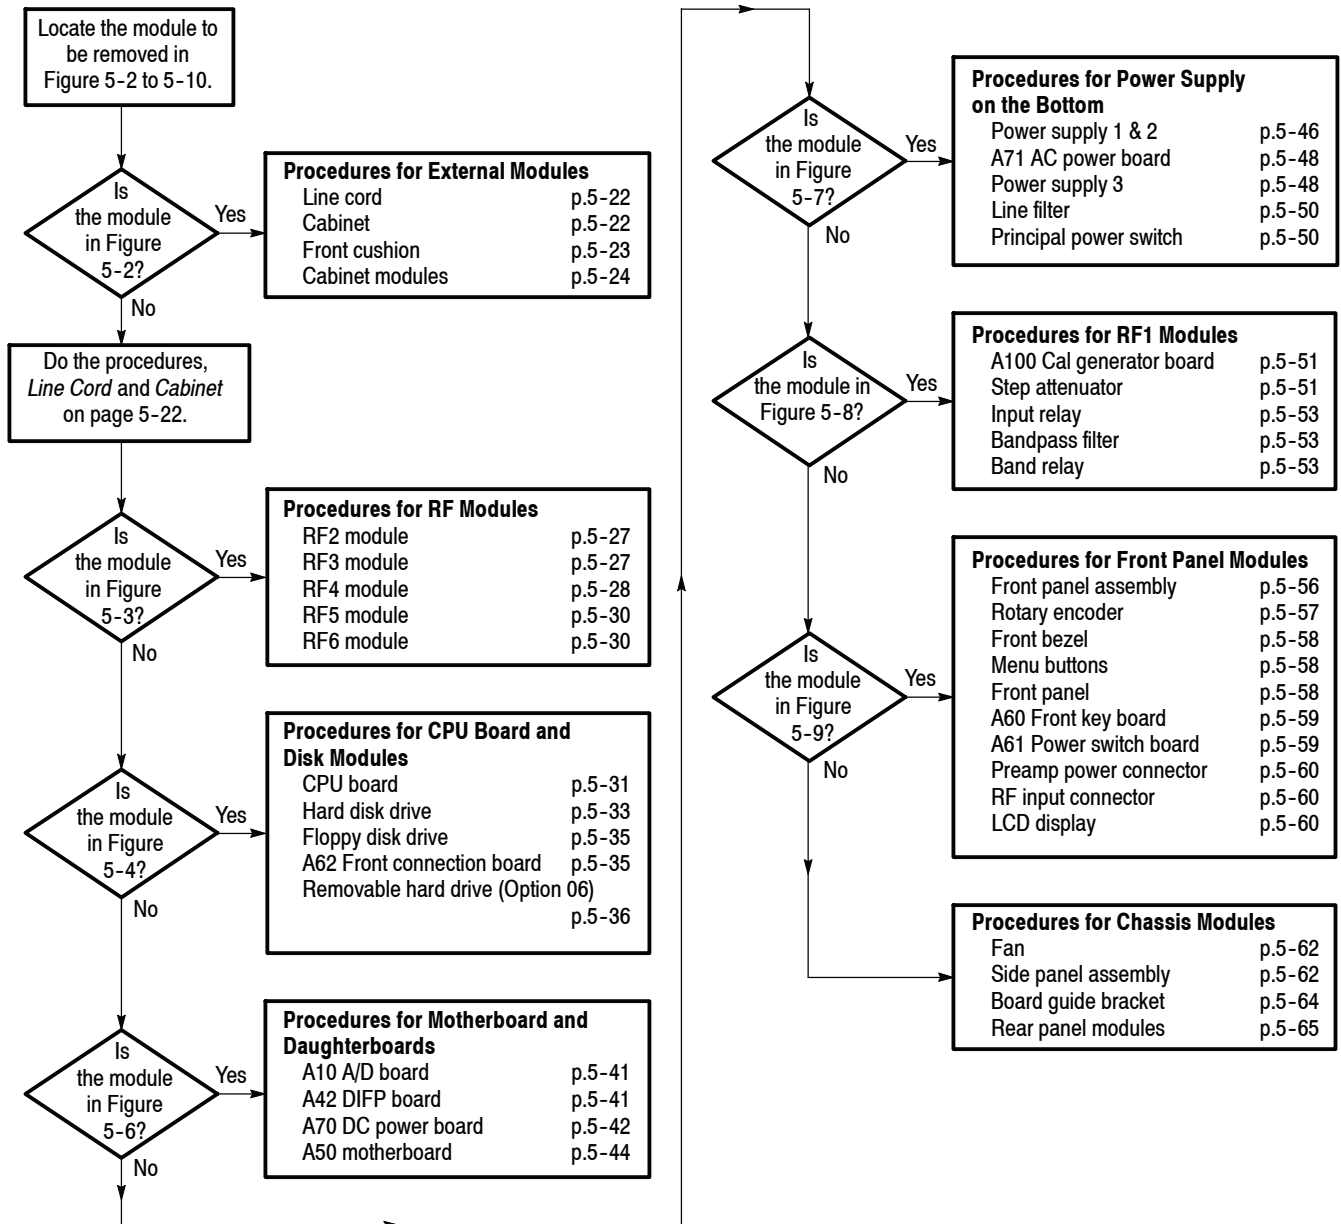 Locate the module to
be removed in
Figure 5-2 to 5-10.
Is
the module
in Figure
5-2?
Yes
No
Procedures for External Modules
Line cord p.5-22
Cabinet p.5-22
Front cushion p.5-23
Cabinet modules p.5-24
Do the procedures,
Line Cord and Cabinet
on page 5-22.
Is
the module
in Figure
5-3?
Yes
No
Procedures for RF Modules
RF2 module p.5-27
RF3 module p.5-27
RF4 module p.5-28
RF5 module p.5-30
RF6 module p.5-30
Is
the module
in Figure
5-4?
Yes
No
Procedures for CPU Board and
Disk Modules
CPU board p.5-31
Hard disk drive p.5-33
Floppy disk drive p.5-35
A62 Front connection board p.5-35
Removable hard drive (Option 06)
p.5-36
Is
the module
in Figure
5-6?
Yes
No
Procedures for Motherboard and
Daughterboards
A10 A/D board p.5-41
A42 DIFP board p.5-41
A70 DC power board p.5-42
A50 motherboard p.5-44
Is
the module
in Figure
5-7?
Yes
No
Procedures for Power Supply
on the Bottom
Power supply 1 & 2 p.5-46
A71 AC power board p.5-48
Power supply 3 p.5-48
Line filter p.5-50
Principal power switch p.5-50
Is
the module in
Figure 5-8?
Yes
No
Procedures for RF1 Modules
A100 Cal generator board p.5-51
Step attenuator p.5-51
Input relay p.5-53
Bandpass filter p.5-53
Band relay p.5-53
Is
the module
in Figure
5-9?
Yes
No
Procedures for Front Panel Modules
Front panel assembly p.5-56
Rotary encoder p.5-57
Front bezel p.5-58
Menu buttons p.5-58
Front panel p.5-58
A60 Front key board p.5-59
A61 Power switch board p.5-59
Preamp power connector p.5-60
RF input connector p.5-60
LCD display p.5-60
Procedures for Chassis Modules
Fan p.5-62
Side panel assembly p.5-62
Board guide bracket p.5-64
Rear panel modules p.5-65